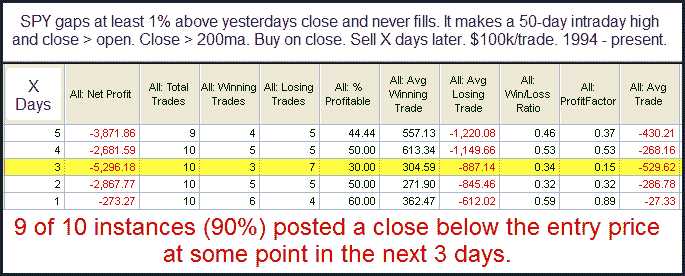 SPY gaps at least 1% above yesterdays close and never fills. It makes a 50-day intraday high
and close > open. Close > 200ma. Buy on close. Sell X days later. $100k/trade. 1994 - present.
X Days All: Net Profit All: Total Trades All: Winning Trades All: Losing Trades All: % Profitable All: Avg Winning Trade All: Avg Losing Trade All: Win/Loss Ratio All: ProfitFactor All: Avg Trade
5 -3,871.86 9 4 5 44.44 557.13 -1,220.08 0.46 0.37 -430.21
4 -2,681.59 10 5 5 50.00 613.34 -1,149.66 0.53 0.53 -268.16
3 -5,296.18 10 3 7 30.00 304.59 -887.14 0.34 0.15 -529.62
2 -2,867.77 10 5 5 50.00 271.90 -845.46 0.32 0.32 -286.78
1 -273.27 10 6 4 60.00 362.47 -612.02 0.59 0.89 -27.33
9 of 10 instances (90%) posted a close below the entry price
at some point in the next 3 days.